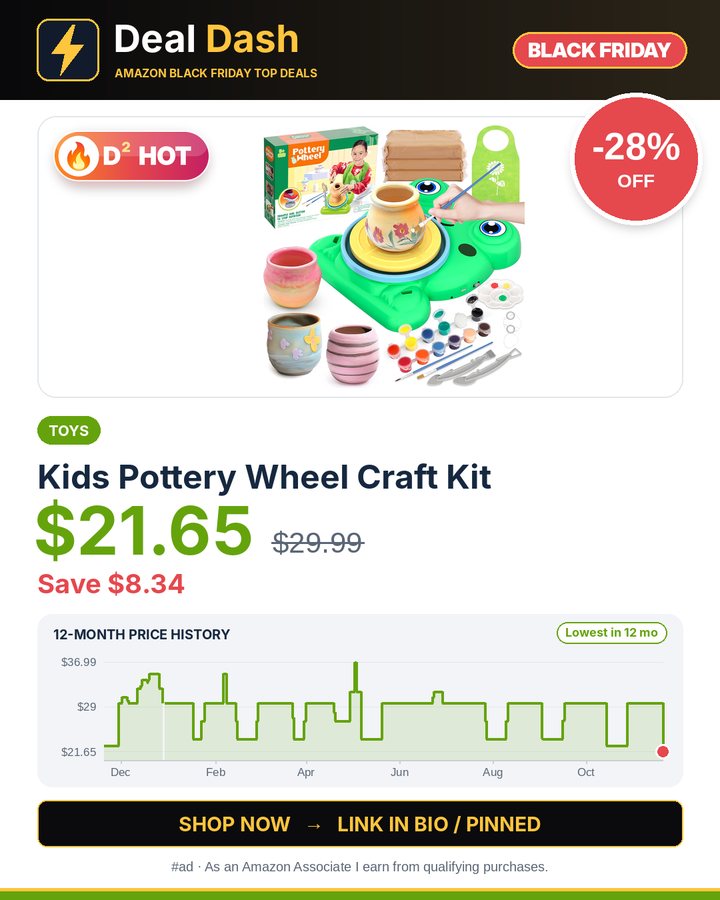 Deal Dash
AMAZON BLACK FRIDAY TOP DEALS
BLACK FRIDAY
D² HOT
-28%
OFF
Pottery
Wheel
TOYS
Kids Pottery Wheel Craft Kit
$21.65 $29.99
Save $8.34
12-MONTH PRICE HISTORY
Lowest in 12 mo
$36.99
$29
$21.65
Dec Feb Apr Jun Aug Oct
SHOP NOW → LINK IN BIO / PINNED
#ad · As an Amazon Associate I earn from qualifying purchases.